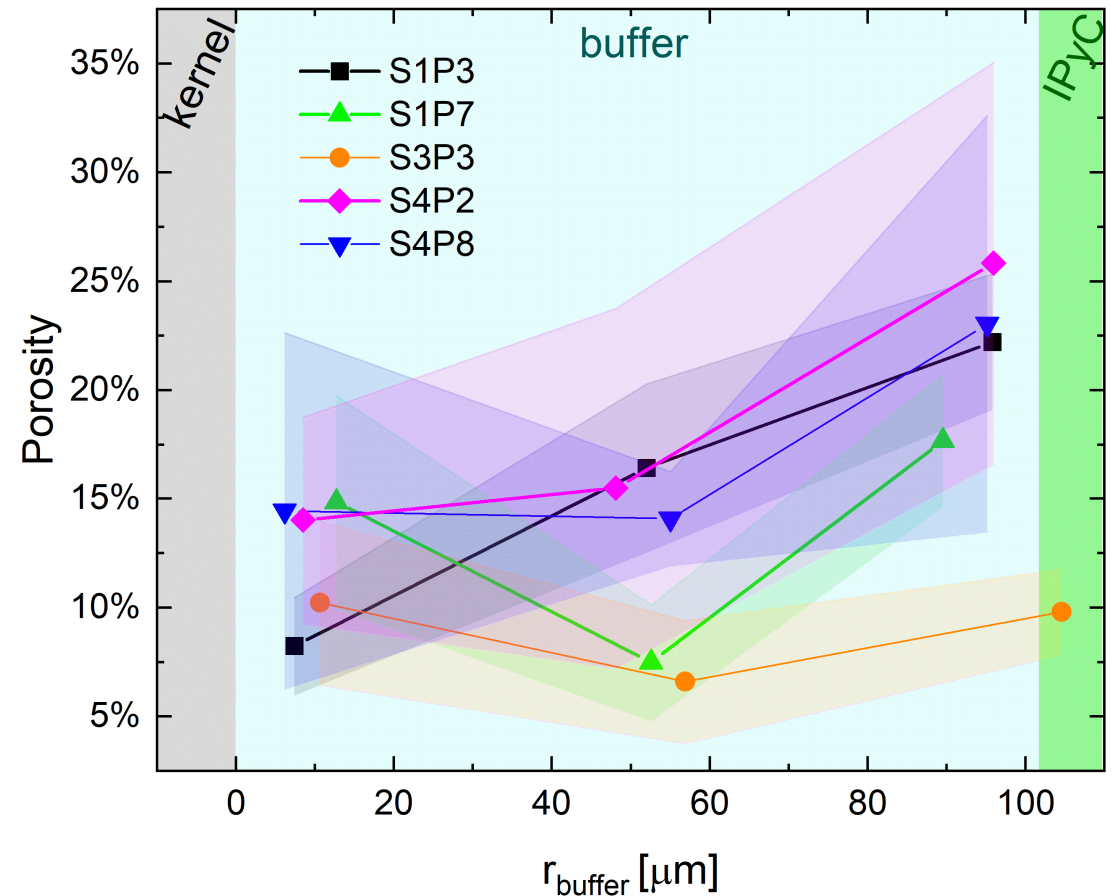 kernel
buffer
IPyC
S1P3
S1P7
S3P3
S4P2
S4P8
35%
30%
25%
20%
15%
10%
5%
Porosity
0 20 40 60 80 100
r_buffer [μm]